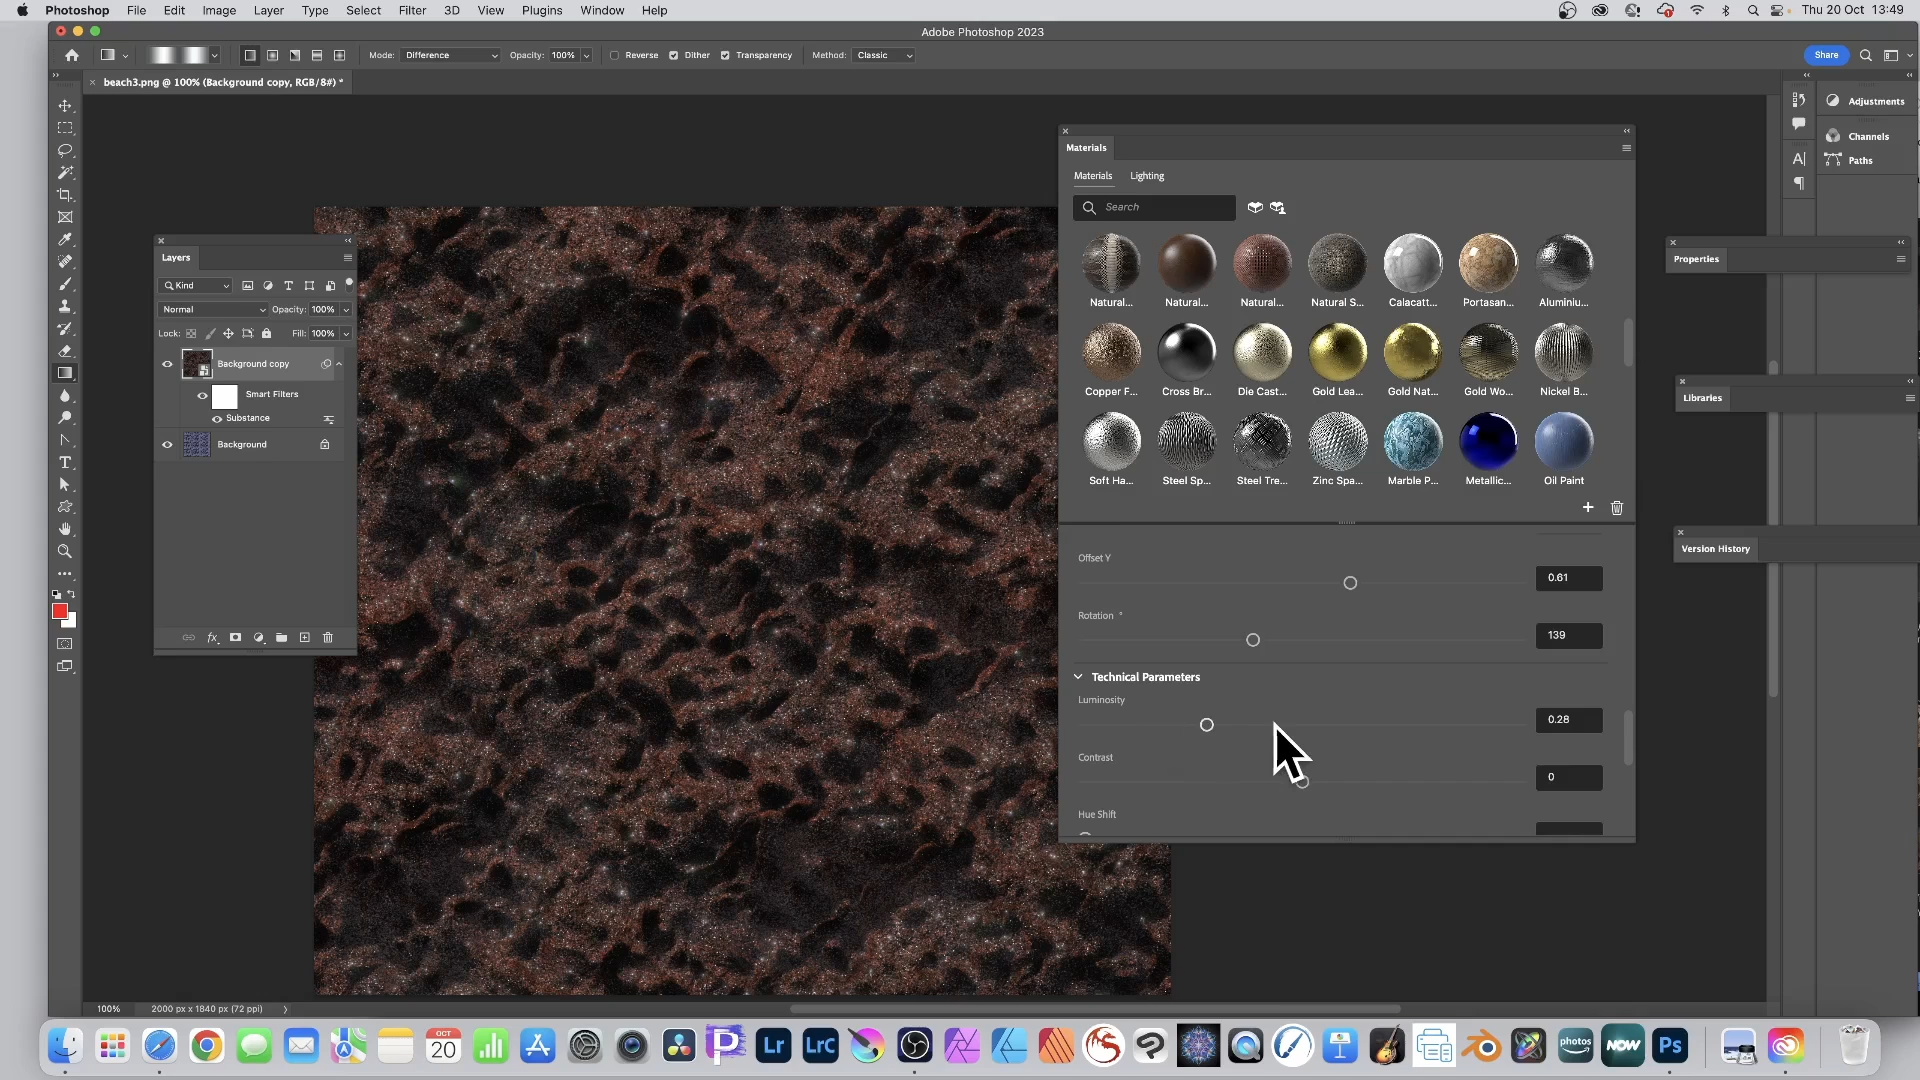 Photoshop File Edit Image Layer Type Select Filter 3D View Plugins Window Help Thu 20 Oct 13:49
Adobe Photoshop 2023
Mode: Difference Opacity: 100% Reverse Dither Transparency Method: Classic Share
beach3.png @ 100% (Background copy, RGB/8#) *
Adjustments
Channels
Paths
Properties
Libraries
Version History
Layers
Kind
Normal Opacity: 100%
Lock: Fill: 100%
Background copy
Smart Filters
Substance
Background
Materials
Materials Lighting
Search
Natural... Natural... Natural... Natural S... Calacatt... Portasan... Aluminiu...
Copper F... Cross Br... Die Cast... Gold Lea... Gold Nat... Gold Wo... Nickel B...
Soft Ha... Steel Sp... Steel Tre... Zinc Spa... Marble P... Metallic... Oil Paint
Offset Y
0.61
Rotation °
139
Technical Parameters
Luminosity
0.28
Contrast
0
Hue Shift
100% 2000 px x 1840 px (72 ppi)
OCT
20
Lr LrC photos NOW Ps